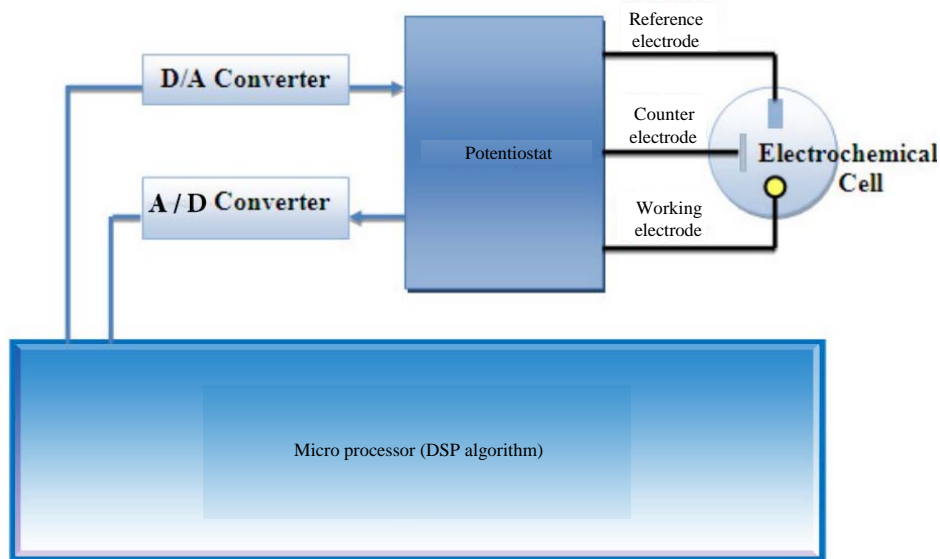 Reference
electrode
D/A Converter
Counter
electrode
Potentiostat
Electrochemical
Cell
A / D Converter
Working
electrode
Micro processor (DSP algorithm)